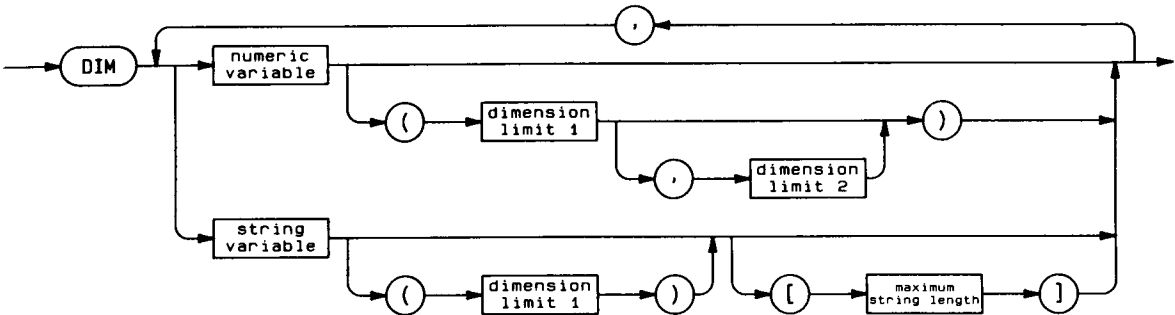 ,
DIM
numeric
variable
(
dimension
limit 1
)
,
dimension
limit 2
string
variable
(
dimension
limit 1
)
[
maximum
string length
]